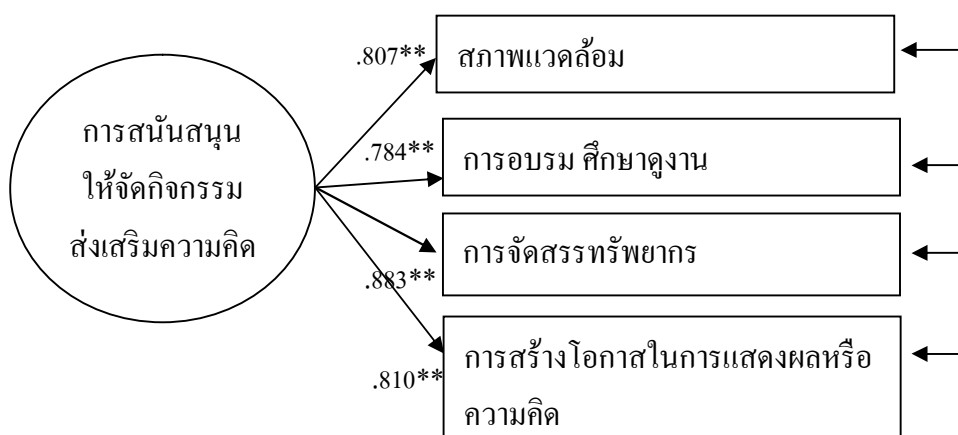 .807**
สภาพแวดล้อม
การสนันสนุน
ให้จัดกิจกรรม
ส่งเสริมความคิด
.784**
การอบรม ศึกษาดูงาน
.883**
การจัดสรรทรัพยากร
.810**
การสร้างโอกาสในการแสดงผลหรือ
ความคิด